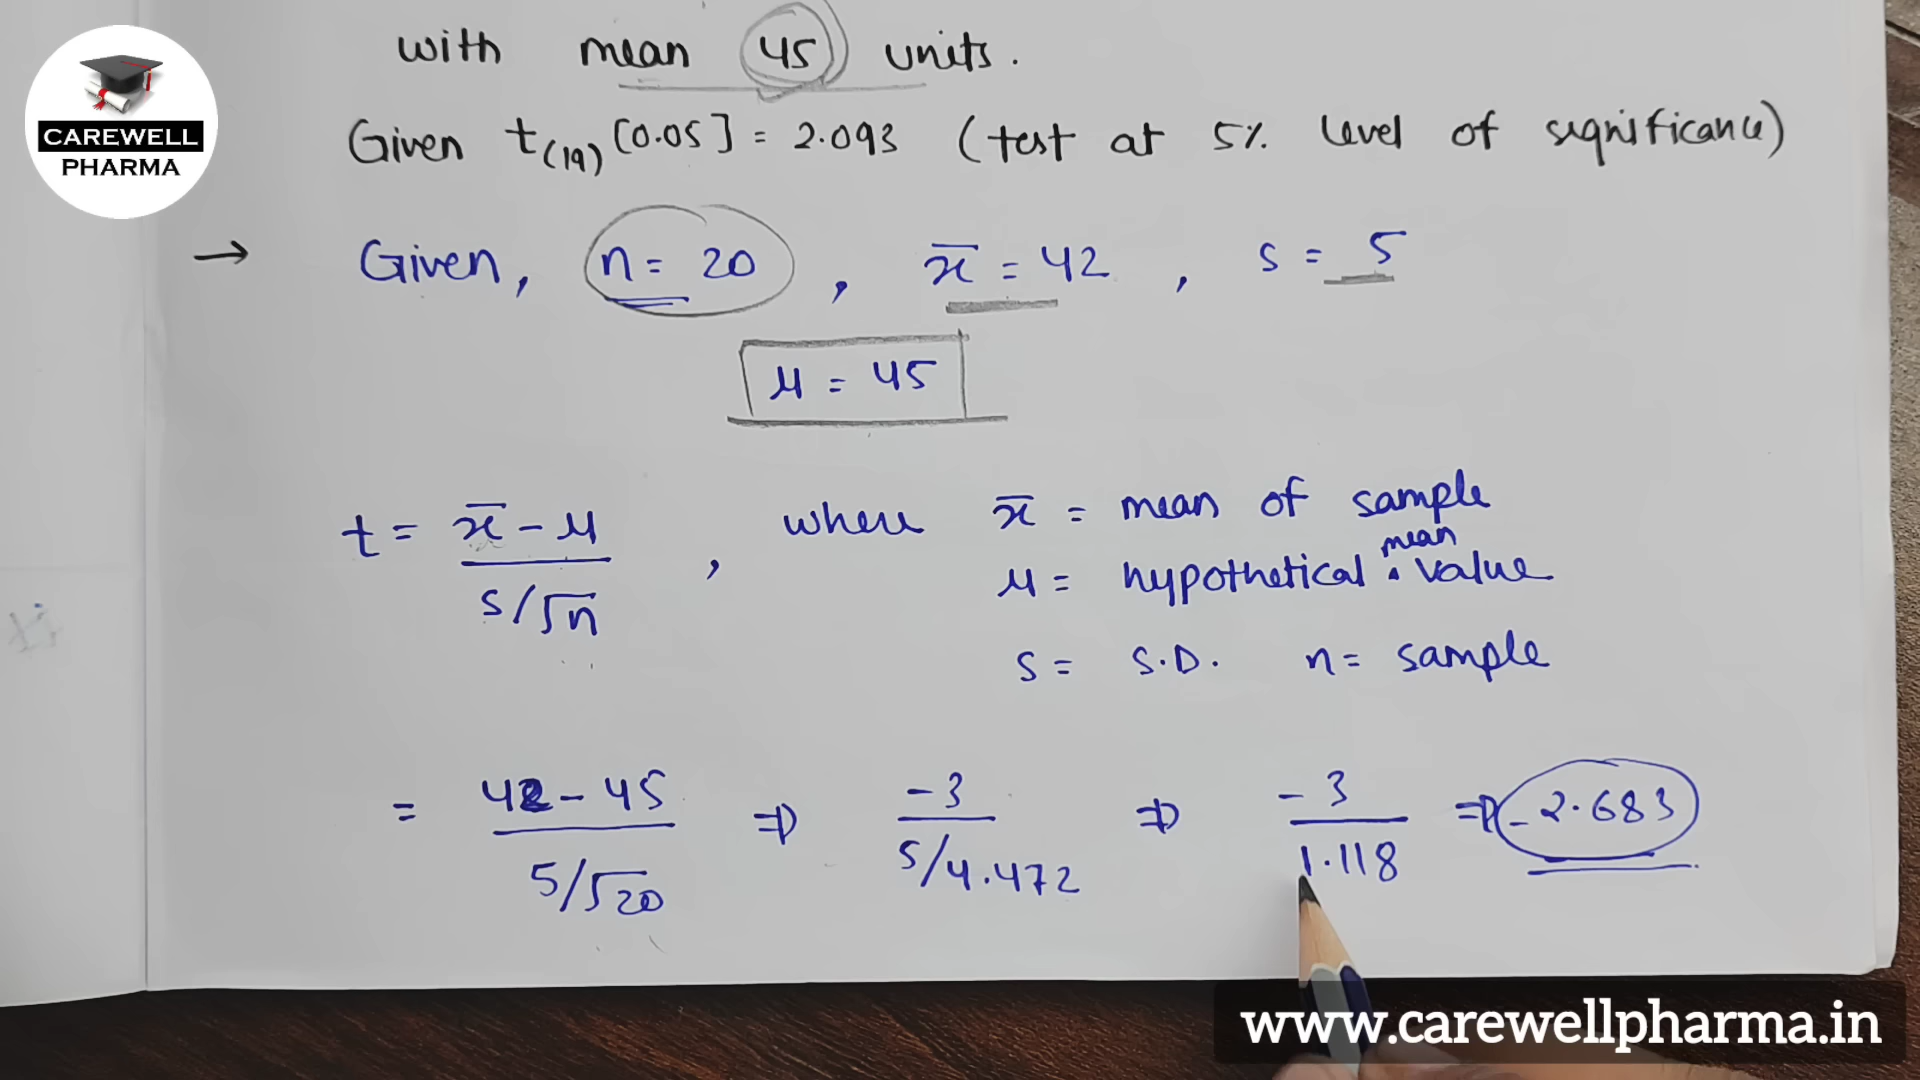 CAREWELL
PHARMA
with mean 45 units.
Given t(19) [0.05] = 2.093 (test at 5% level of significance)
→ Given, n = 20 , x̄ = 42 , s = 5
μ = 45
t = x̄ - μ / s/√n , where x̄ = mean of sample
μ = hypothetical mean value
s = S.D. n = sample
= 42 - 45 / 5/√20 ⇒ -3 / 5/4.472 ⇒ -3 / 1.118 ⇒ -2.683
www.carewellpharma.in